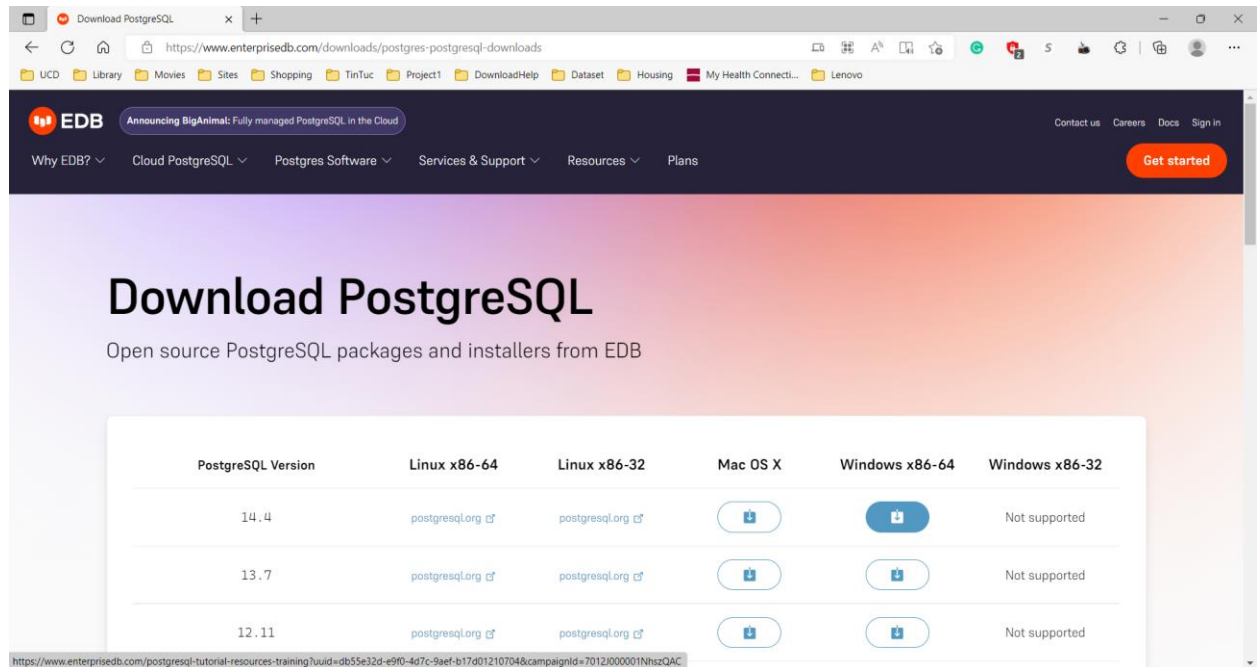 Download PostgreSQL
https://www.enterprisedb.com/downloads/postgres-postgresql-downloads
UCD Library Movies Sites Shopping TinTuc Project1 DownloadHelp Dataset Housing My Health Connecti... Lenovo
EDB Announcing BigAnimal: Fully managed PostgreSQL in the Cloud Contact us Careers Docs Sign in
Why EDB? Cloud PostgreSQL Postgres Software Services & Support Resources Plans Get started
Download PostgreSQL
Open source PostgreSQL packages and installers from EDB
PostgreSQL Version Linux x86-64 Linux x86-32 Mac OS X Windows x86-64 Windows x86-32
14.4 postgresql.org postgresql.org Not supported
13.7 postgresql.org postgresql.org Not supported
12.11 postgresql.org postgresql.org Not supported
https://www.enterprisedb.com/postgresql-tutorial-resources-training?uuid=db55e32d-e9f0-4d7c-9aef-b17d01210704&campaignId=7012J000001NhszQAC